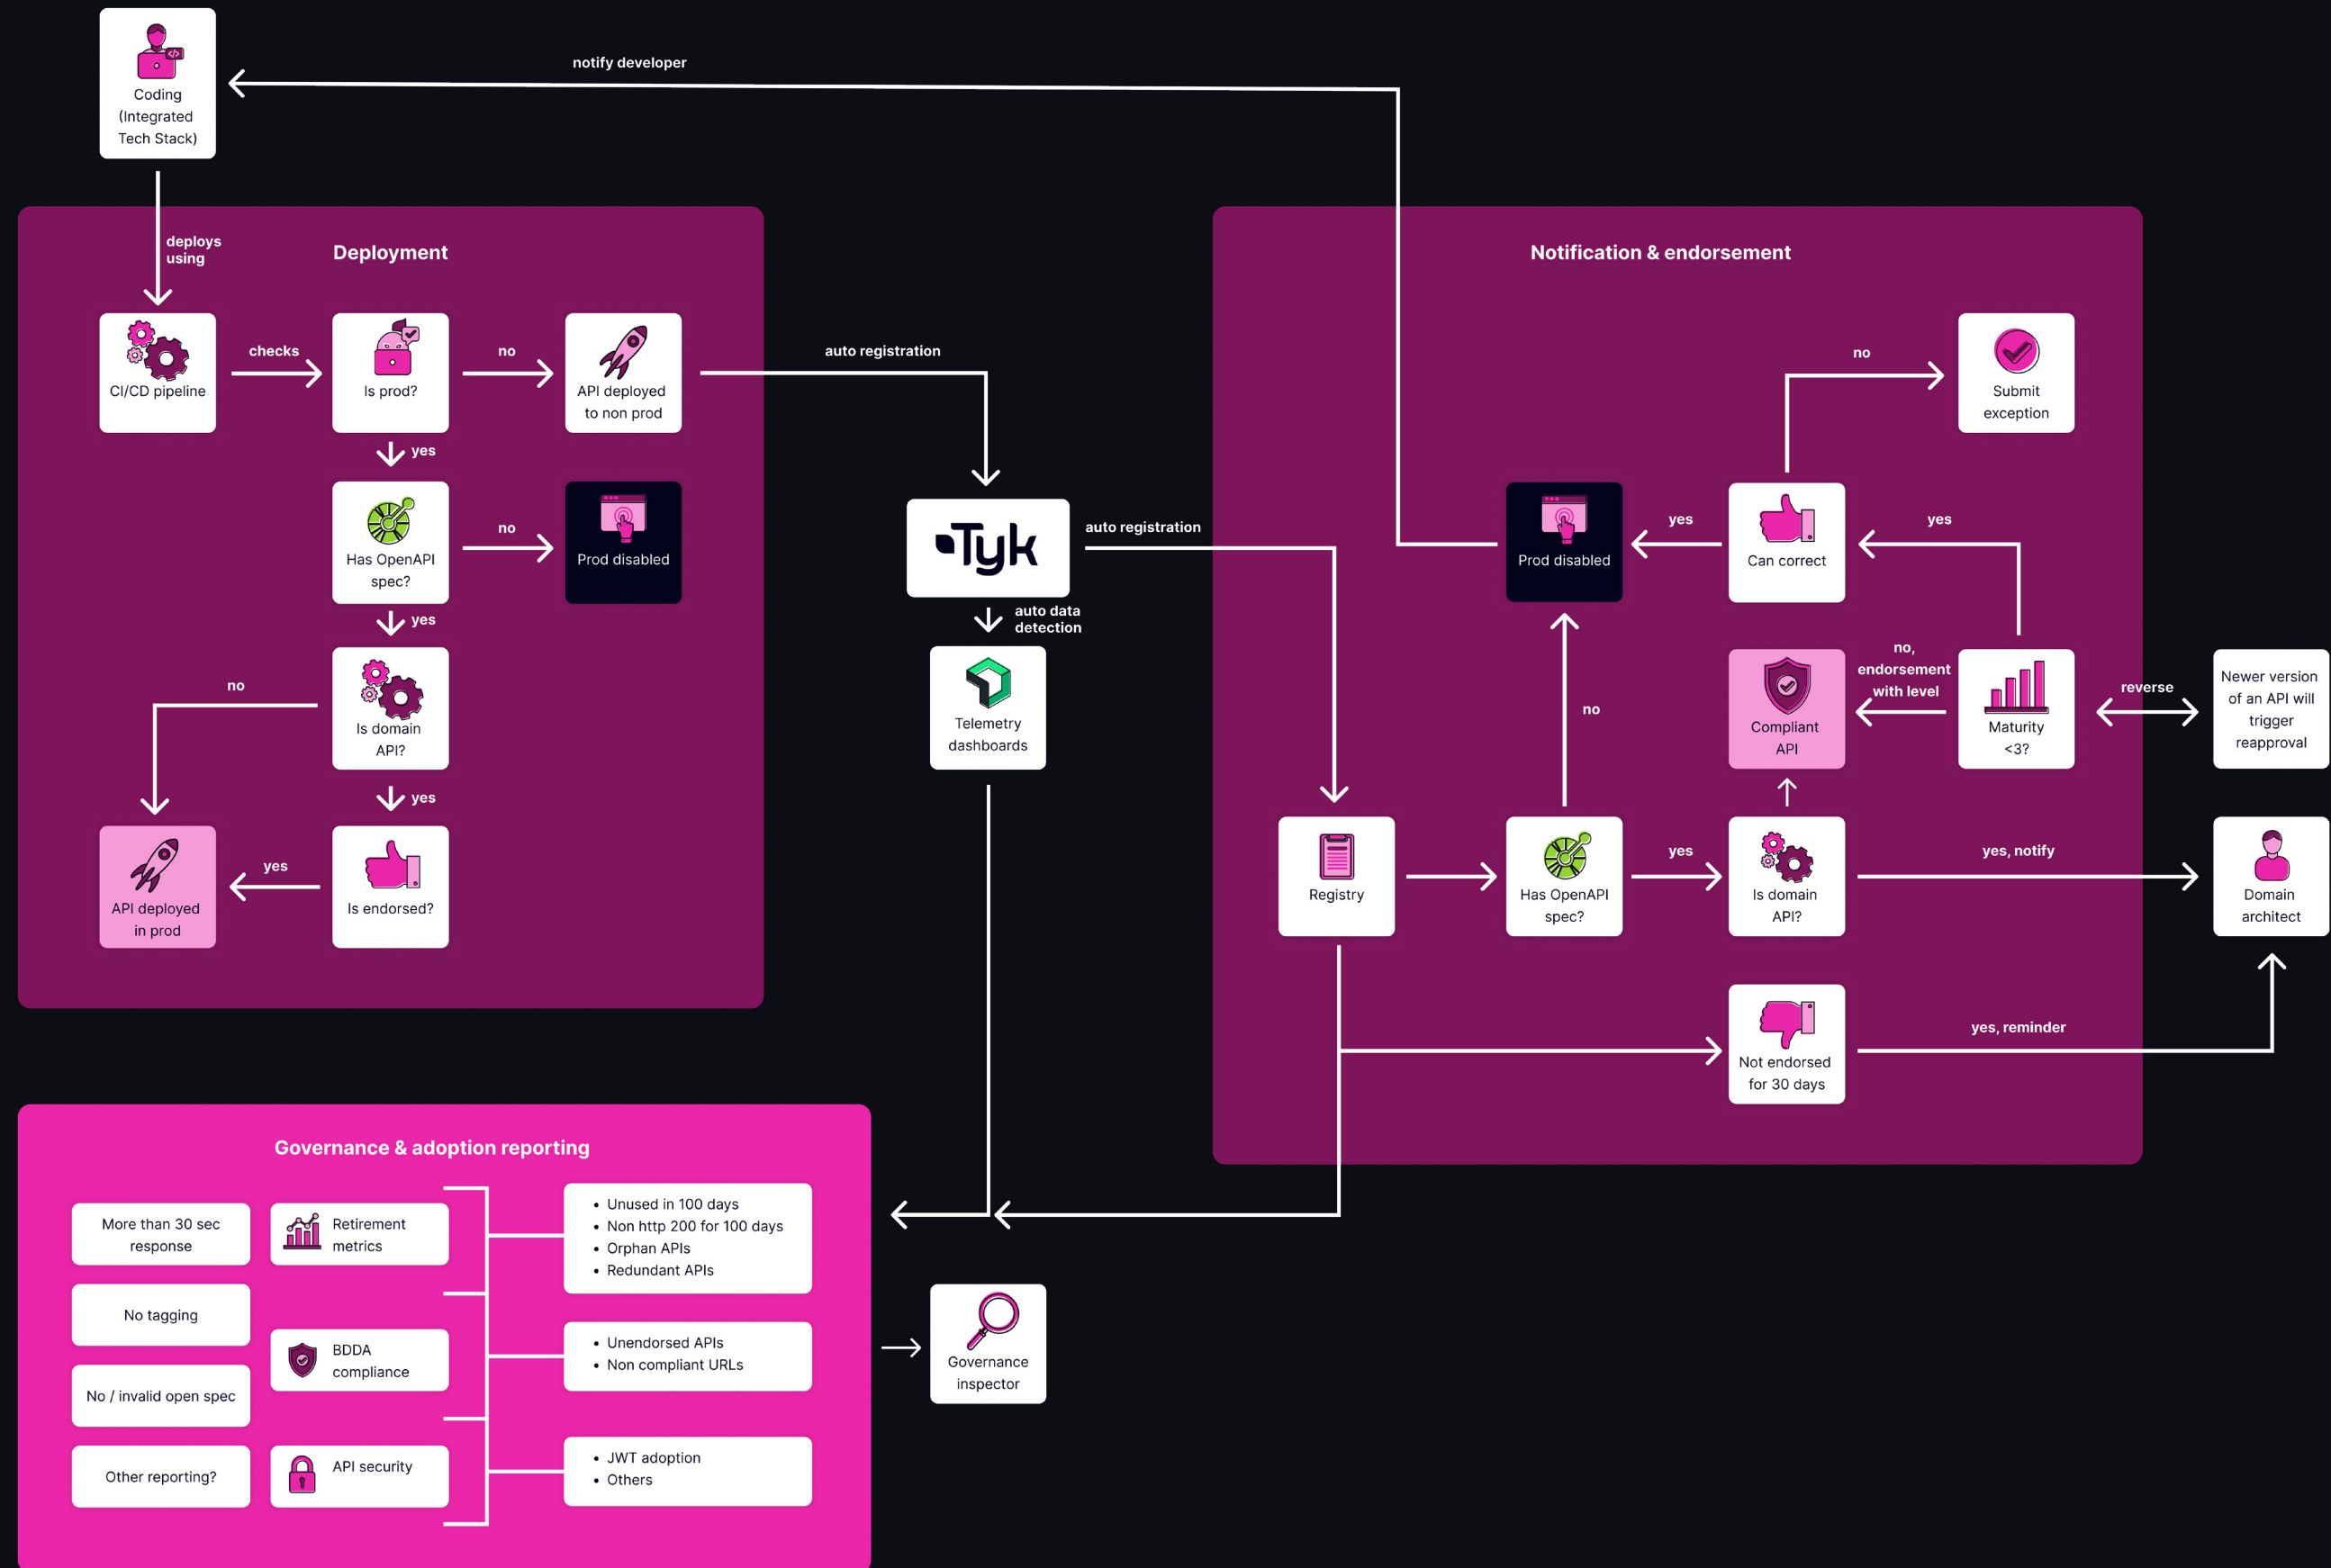 Coding
(Integrated
Tech Stack)
notify developer
deploys
using
Deployment
CI/CD pipeline
checks
Is prod?
no
API deployed
to non prod
yes
Has OpenAPI
spec?
no
Prod disabled
yes
Is domain
API?
no
yes
API deployed
in prod
yes
Is endorsed?
auto registration
Tyk
auto registration
auto data
detection
Telemetry
dashboards
Notification & endorsement
no
Submit
exception
Prod disabled
yes
Can correct
yes
no,
endorsement
with level
Compliant
API
Maturity
<3?
reverse
Newer version
of an API will
trigger
reapproval
no
Registry
Has OpenAPI
spec?
yes
Is domain
API?
yes, notify
Domain
architect
Not endorsed
for 30 days
yes, reminder
Governance & adoption reporting
More than 30 sec
response
No tagging
No / invalid open spec
Other reporting?
Retirement
metrics
BDDA
compliance
API security
• Unused in 100 days
• Non http 200 for 100 days
• Orphan APIs
• Redundant APIs
• Unendorsed APIs
• Non compliant URLs
• JWT adoption
• Others
Governance
inspector